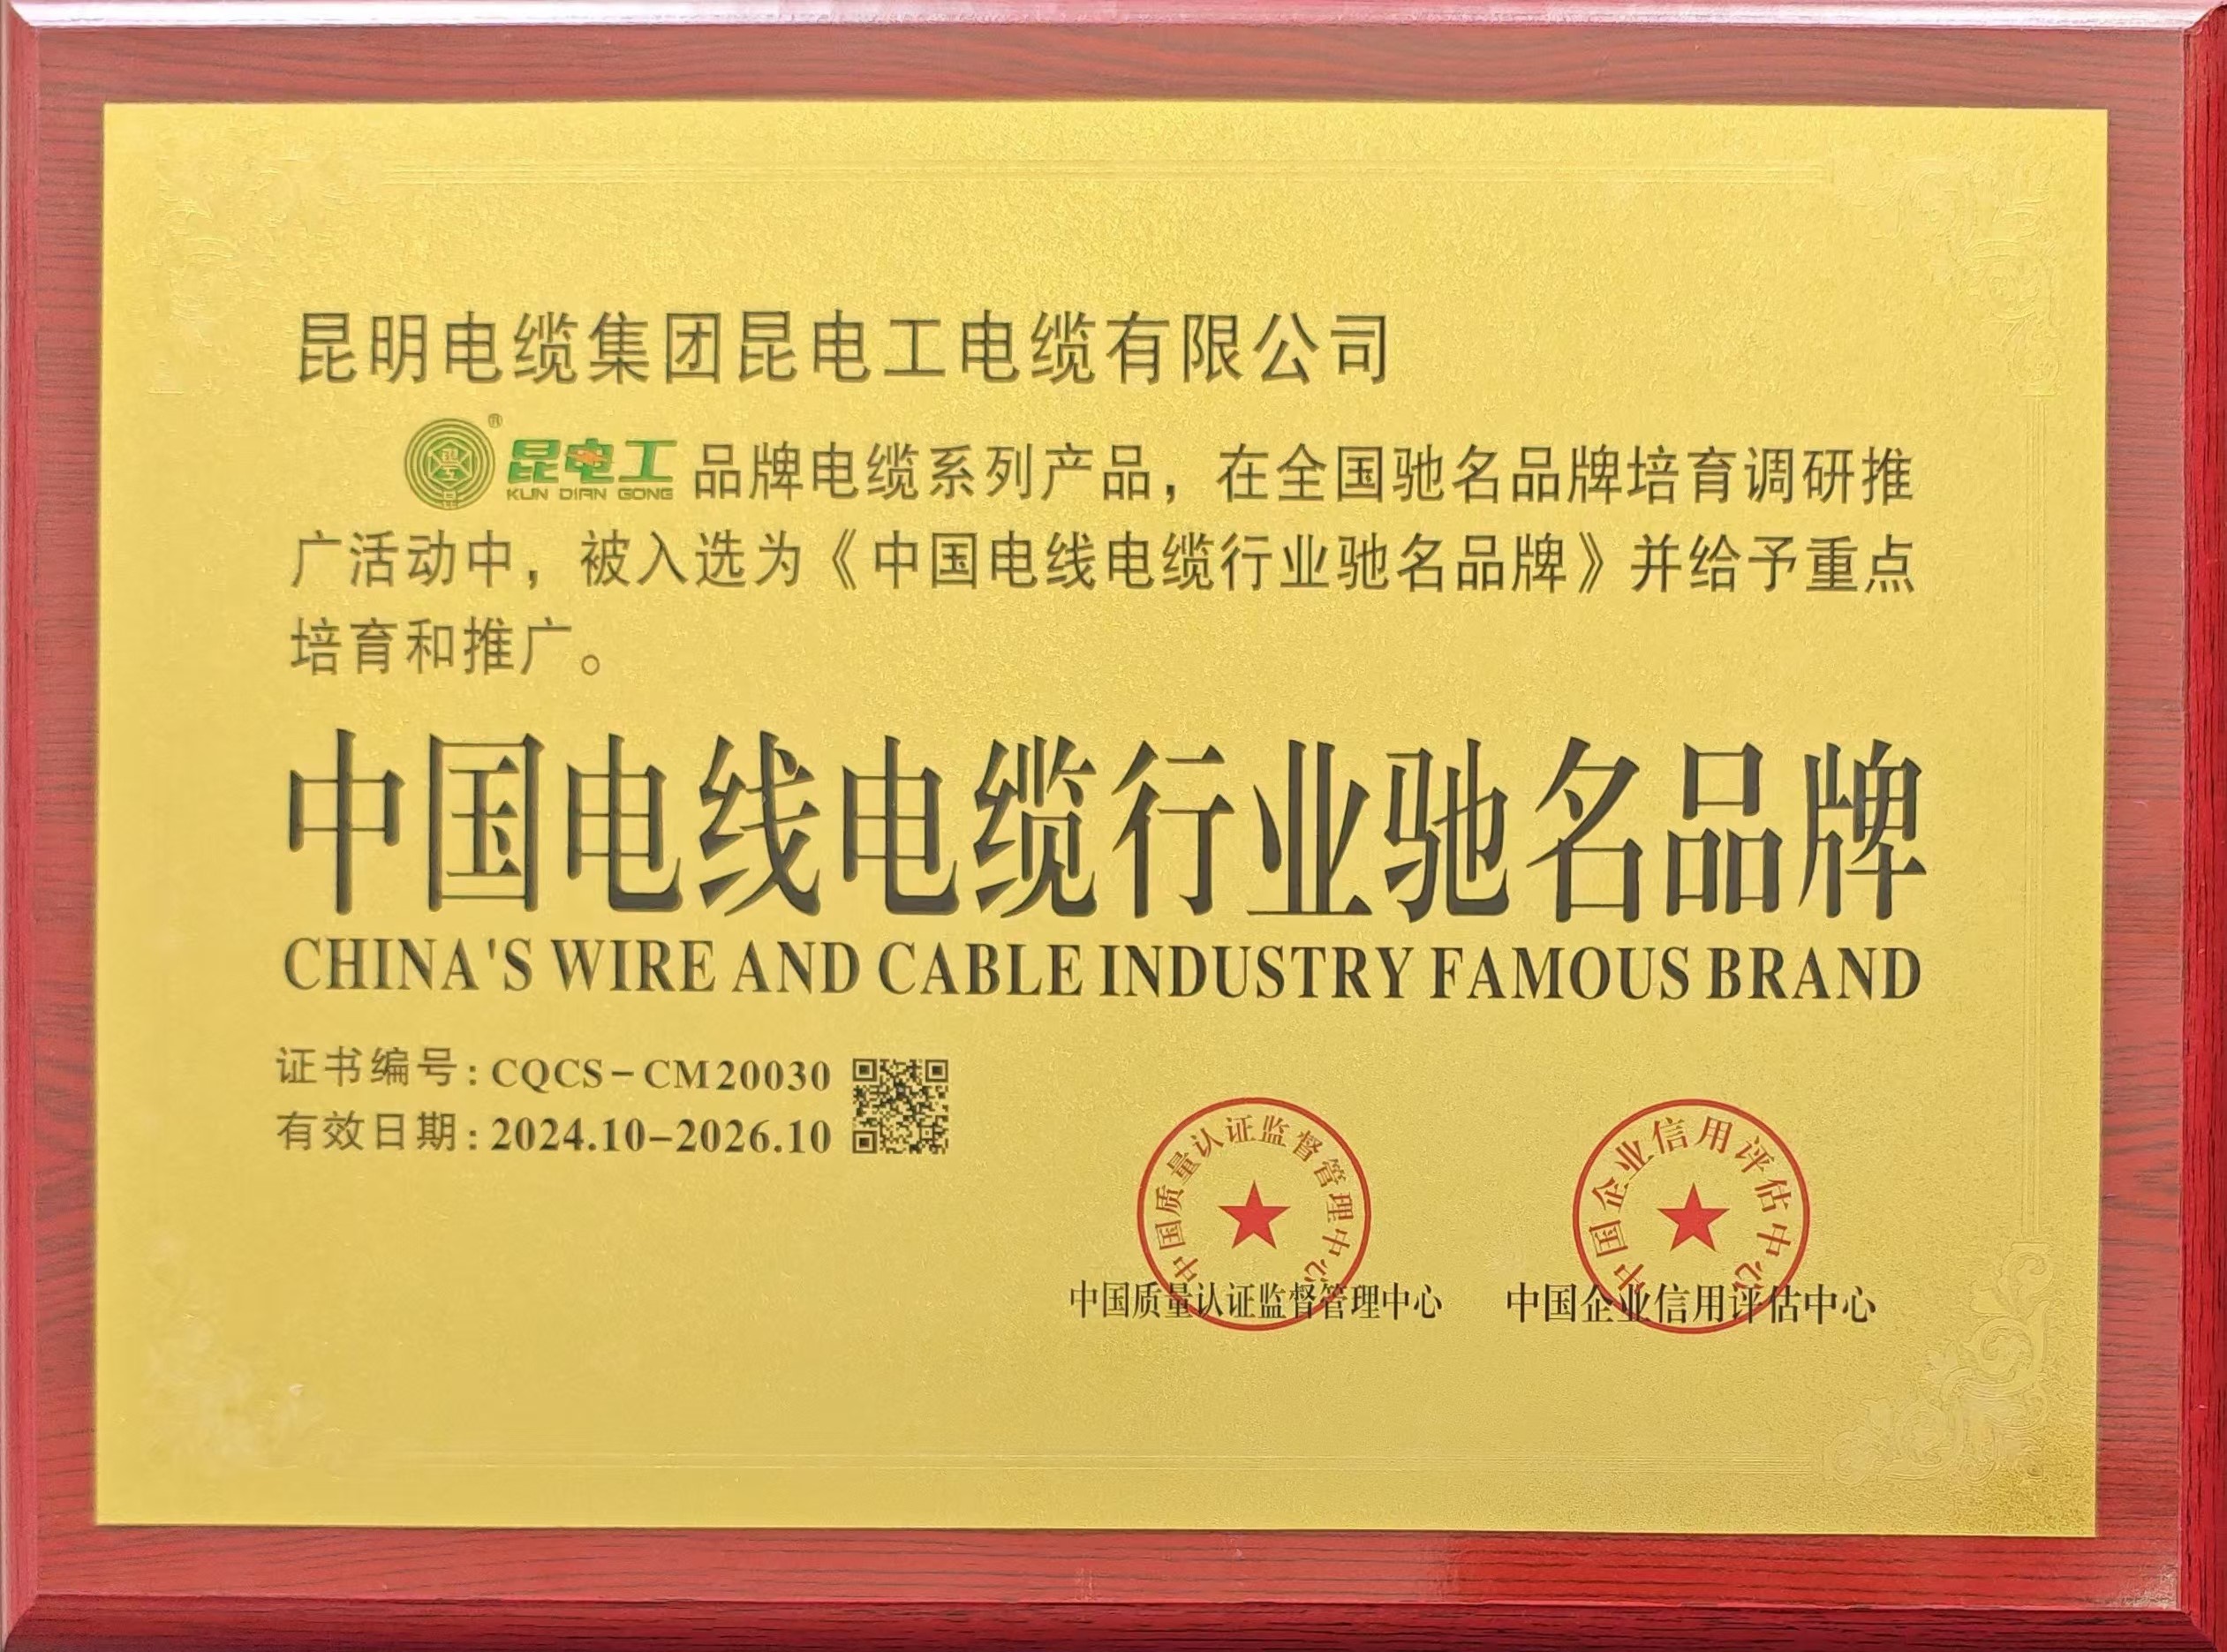 昆明电缆集团昆电工电缆有限公司
® 昆电工 KUN DIAN GONG 品牌电缆系列产品，在全国驰名品牌培育调研推
广活动中，被入选为《中国电线电缆行业驰名品牌》并给予重点
培育和推广。
中国电线电缆行业驰名品牌
CHINA'S WIRE AND CABLE INDUSTRY FAMOUS BRAND
证书编号：CQCS-CM20030
有效日期：2024.10-2026.10
中国质量认证监督管理中心
中国企业信用评估中心
中国质量认证监督管理中心
中国企业信用评估中心